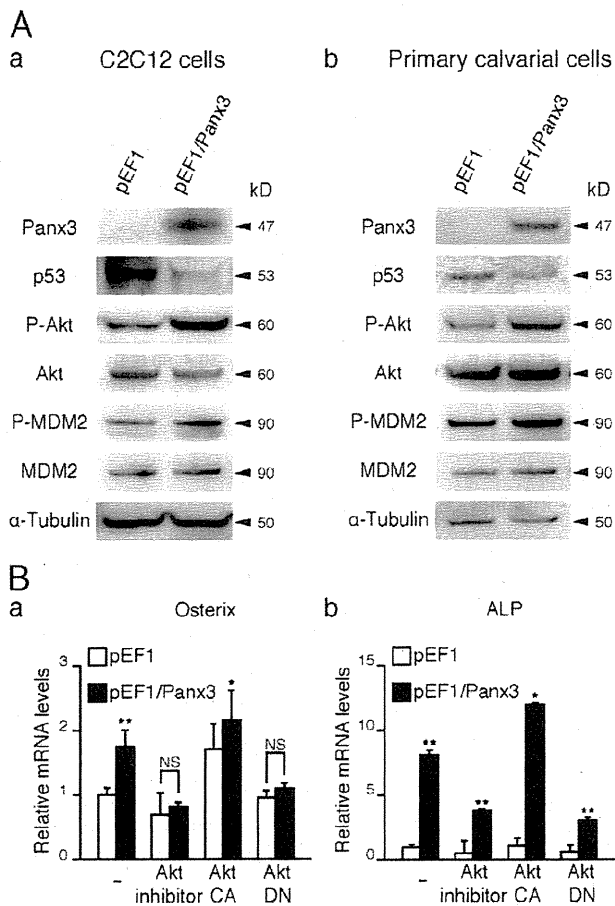 A
a C2C12 cells
b Primary calvarial cells
pEF1 pEF1/Panx3 kD
pEF1 pEF1/Panx3 kD
Panx3 47
p53 53
P-Akt 60
Akt 60
P-MDM2 90
MDM2 90
α-Tubulin 50
Panx3 47
p53 53
P-Akt 60
Akt 60
P-MDM2 90
MDM2 90
α-Tubulin 50
B
a Osterix
Relative mRNA levels
3
2
1
0
pEF1
pEF1/Panx3
** NS * NS
- Akt Akt Akt
inhibitor CA DN
b ALP
Relative mRNA levels
15
10
5
0
pEF1
pEF1/Panx3
** ** * **
- Akt Akt Akt
inhibitor CA DN